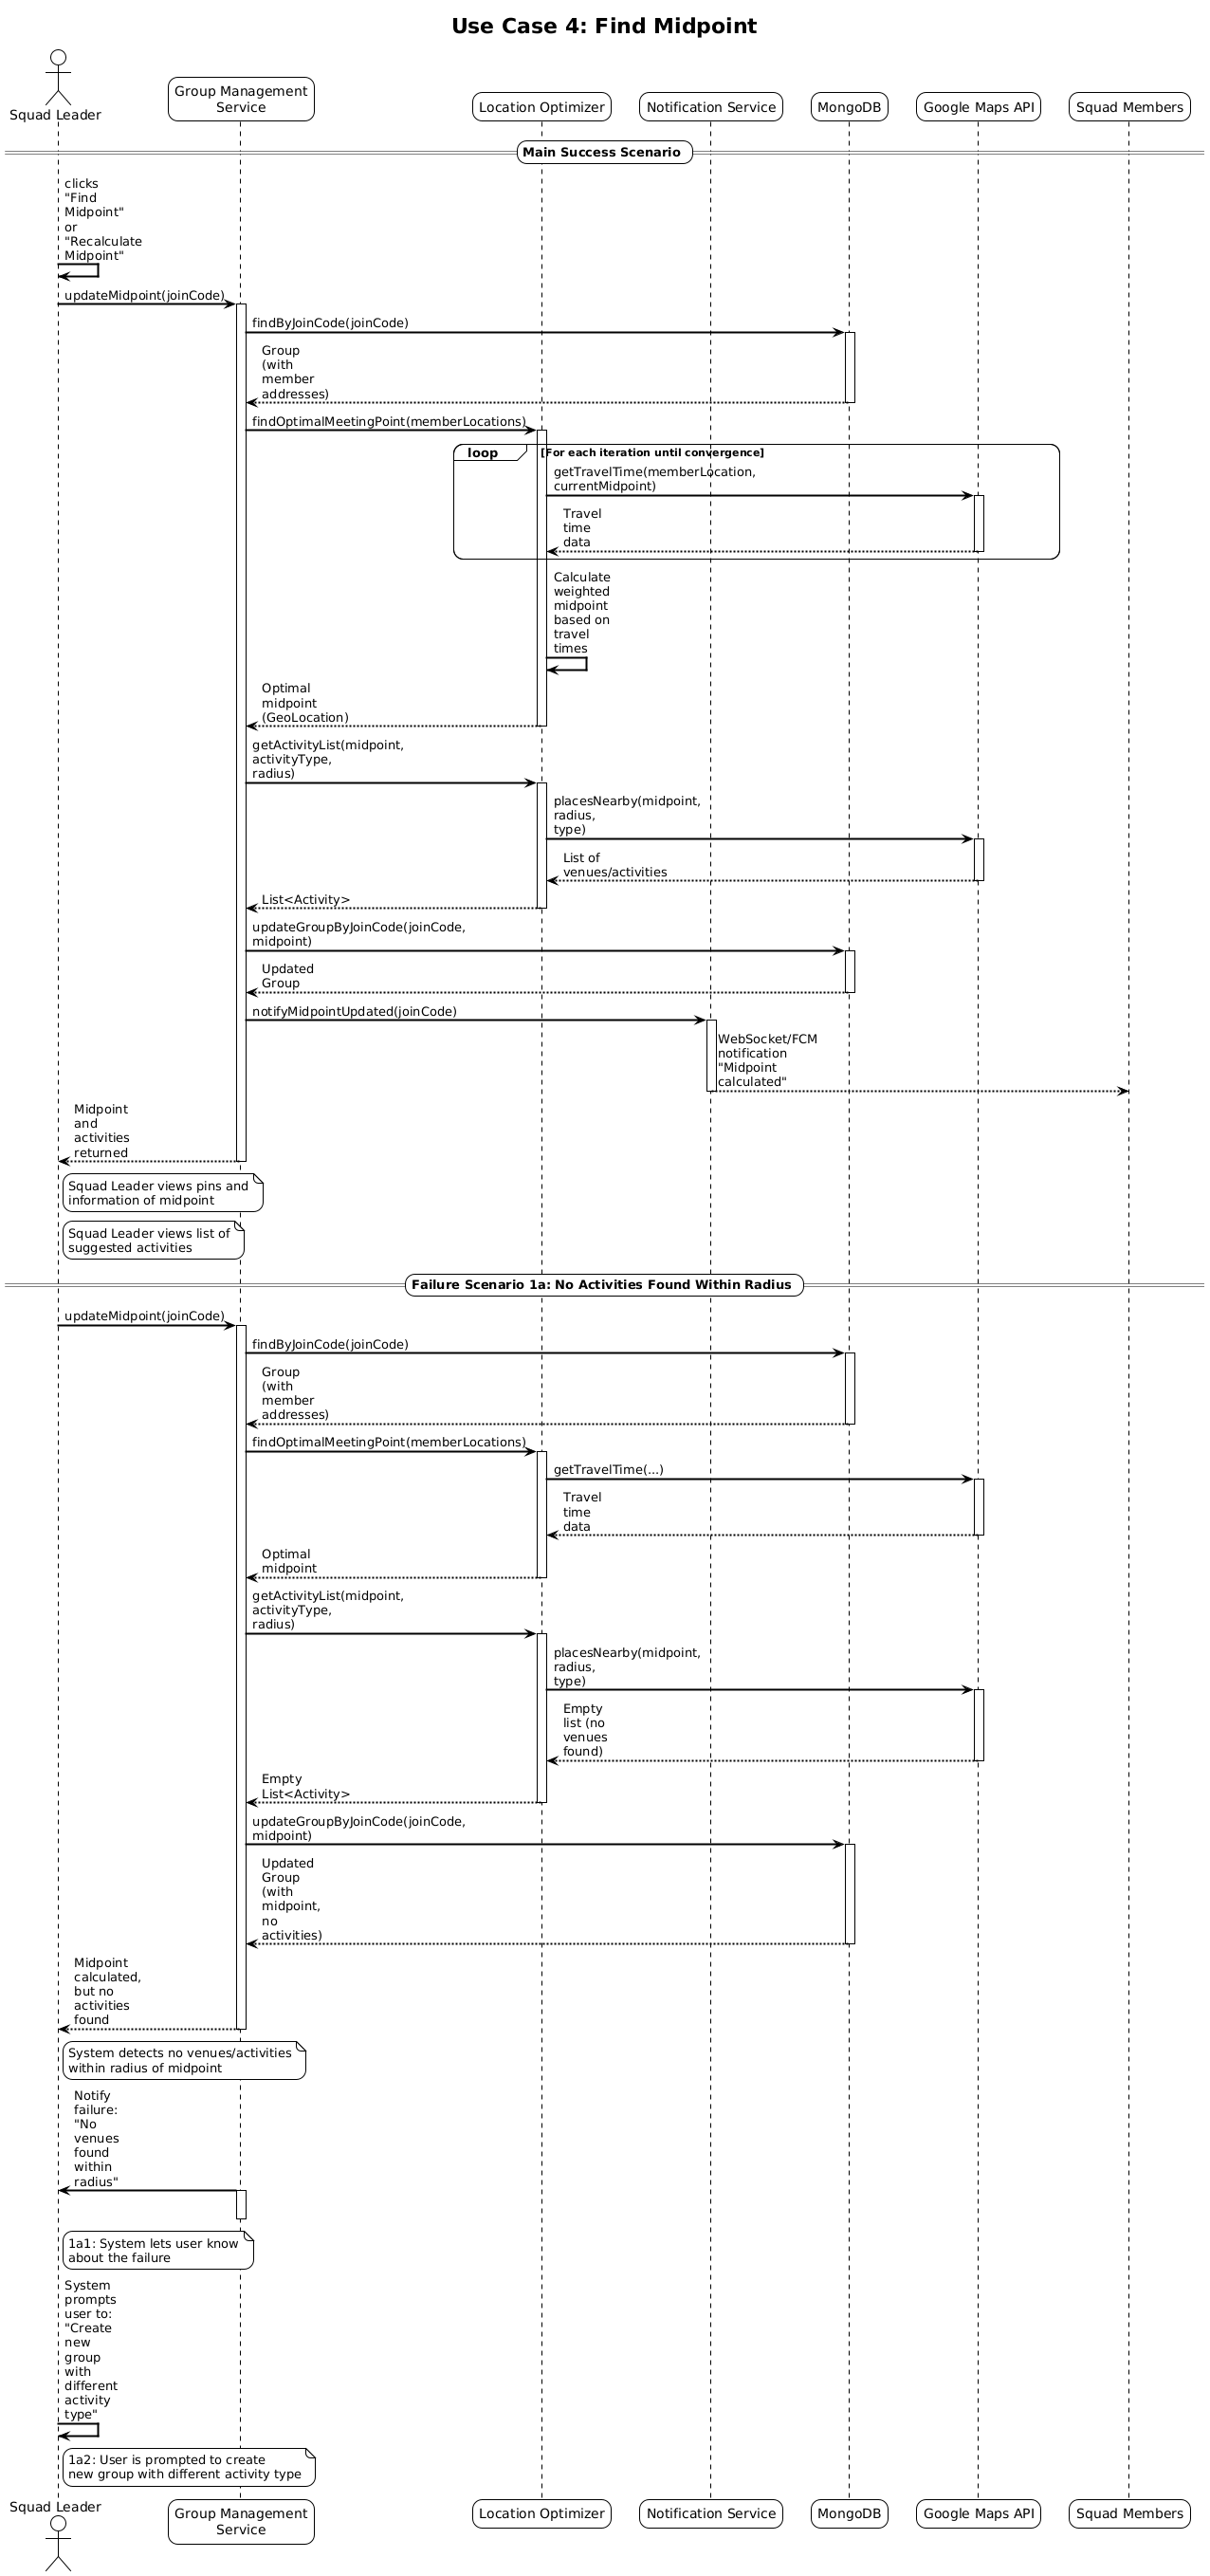 Use Case 4: Find Midpoint
Squad Leader
Group Management
Service
Location Optimizer
Notification Service
MongoDB
Google Maps API
Squad Members
Main Success Scenario
clicks
"Find
Midpoint"
or
"Recalculate
Midpoint"
updateMidpoint(joinCode)
findByJoinCode(joinCode)
Group
(with
member
addresses)
findOptimalMeetingPoint(memberLocations)
loop
[For each iteration until convergence]
getTravelTime(memberLocation,
currentMidpoint)
Travel
time
data
Calculate
weighted
midpoint
based on
travel
times
Optimal
midpoint
(GeoLocation)
getActivityList(midpoint,
activityType,
radius)
placesNearby(midpoint,
radius,
type)
List of
venues/activities
List<Activity>
updateGroupByJoinCode(joinCode,
midpoint)
Updated
Group
notifyMidpointUpdated(joinCode)
WebSocket/FCM
notification
"Midpoint
calculated"
Midpoint
and
activities
returned
Squad Leader views pins and
information of midpoint
Squad Leader views list of
suggested activities
Failure Scenario 1a: No Activities Found Within Radius
updateMidpoint(joinCode)
findByJoinCode(joinCode)
Group
(with
member
addresses)
findOptimalMeetingPoint(memberLocations)
getTravelTime(...)
Travel
time
data
Optimal
midpoint
getActivityList(midpoint,
activityType,
radius)
placesNearby(midpoint,
radius,
type)
Empty
list (no
venues
found)
Empty
List<Activity>
updateGroupByJoinCode(joinCode,
midpoint)
Updated
Group
(with
midpoint,
no
activities)
Midpoint
calculated,
but no
activities
found
System detects no venues/activities
within radius of midpoint
Notify
failure:
"No
venues
found
within
radius"
1a1: System lets user know
about the failure
System
prompts
user to:
"Create
new
group
with
different
activity
type"
1a2: User is prompted to create
new group with different activity type
Squad Leader
Group Management
Service
Location Optimizer
Notification Service
MongoDB
Google Maps API
Squad Members